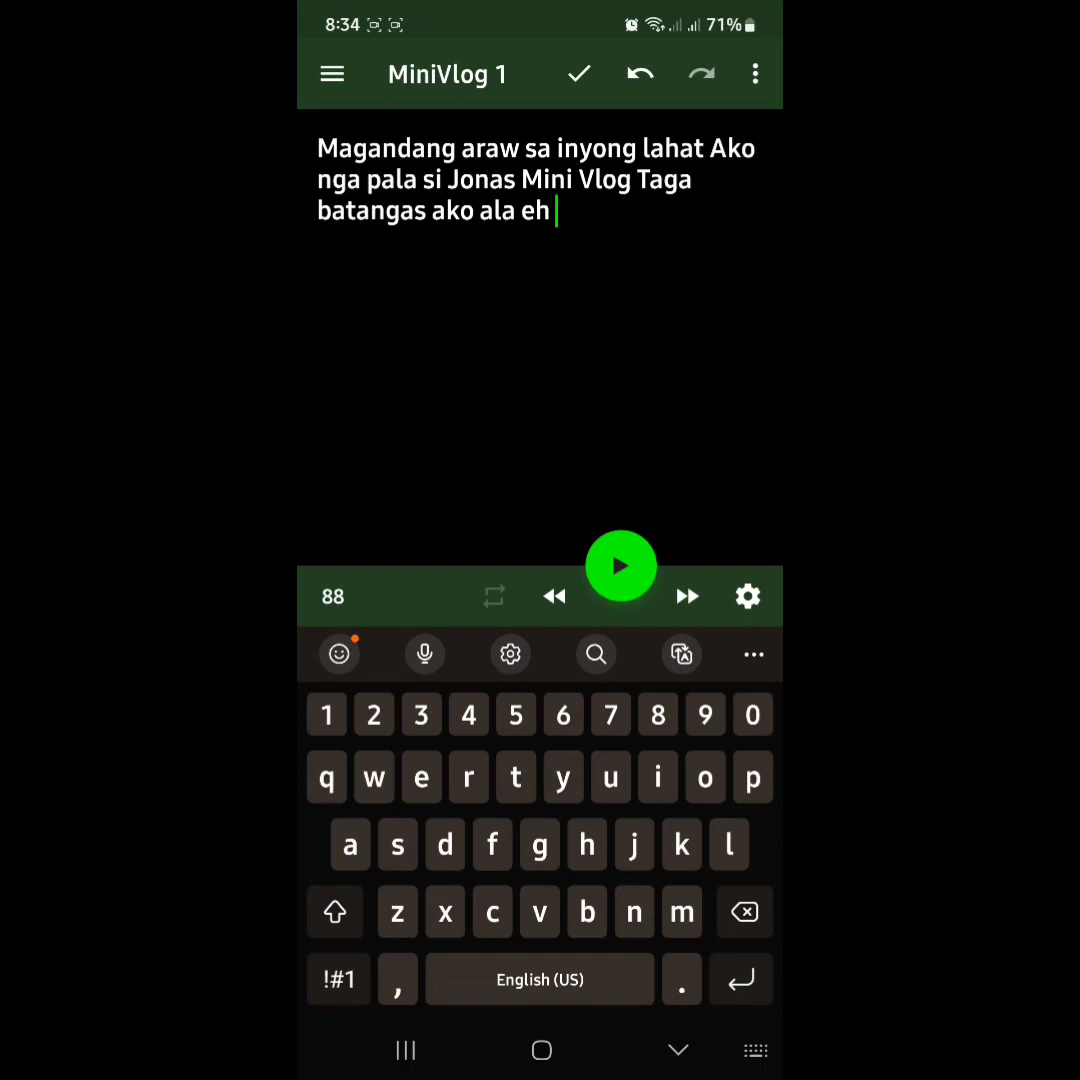 8:34 71%
MiniVlog 1
Magandang araw sa inyong lahat Ako
nga pala si Jonas Mini Vlog Taga
batangas ako ala eh
88
1 2 3 4 5 6 7 8 9 0
q w e r t y u i o p
a s d f g h j k l
z x c v b n m
!#1 , English (US) .